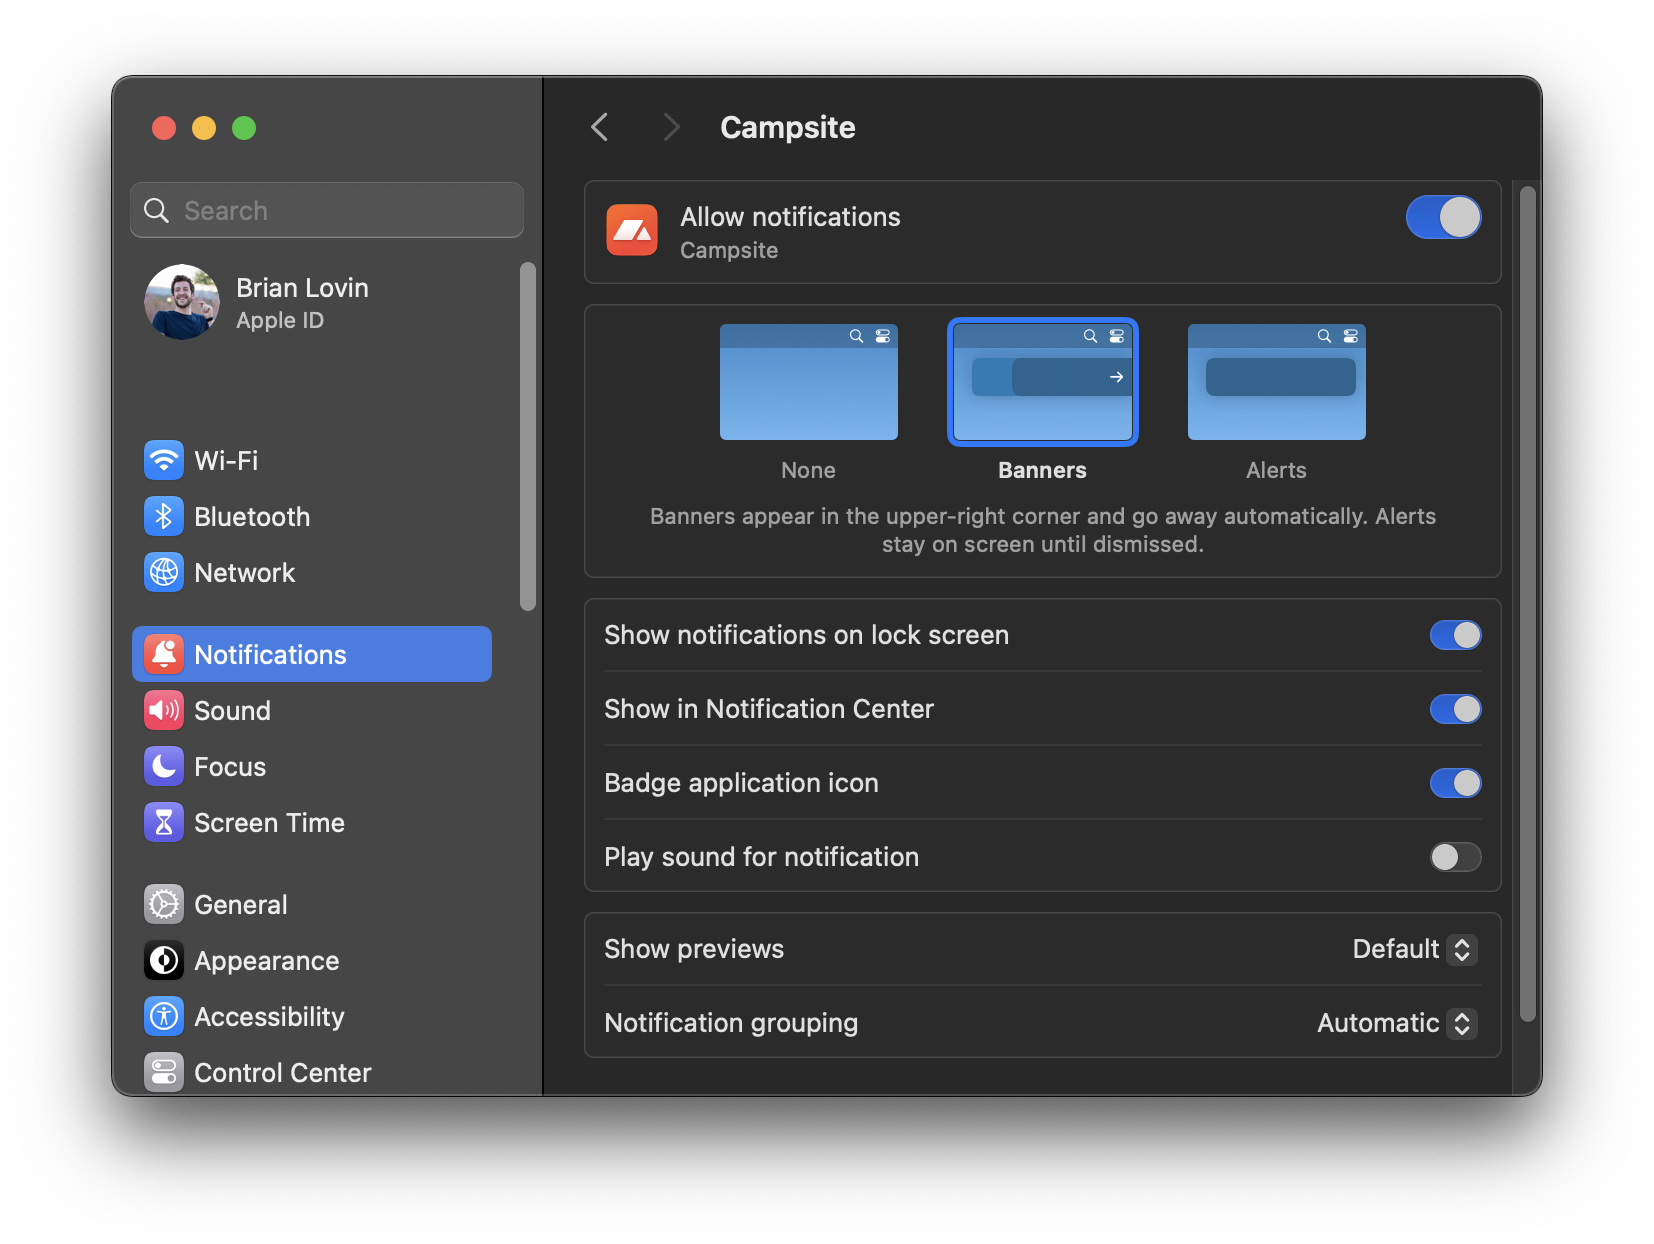 Search
Brian Lovin
Apple ID
Wi-Fi
Bluetooth
Network
Notifications
Sound
Focus
Screen Time
General
Appearance
Accessibility
Control Center
Campsite
Allow notifications
Campsite
None
Banners
Alerts
Banners appear in the upper-right corner and go away automatically. Alerts
stay on screen until dismissed.
Show notifications on lock screen
Show in Notification Center
Badge application icon
Play sound for notification
Show previews
Default
Notification grouping
Automatic